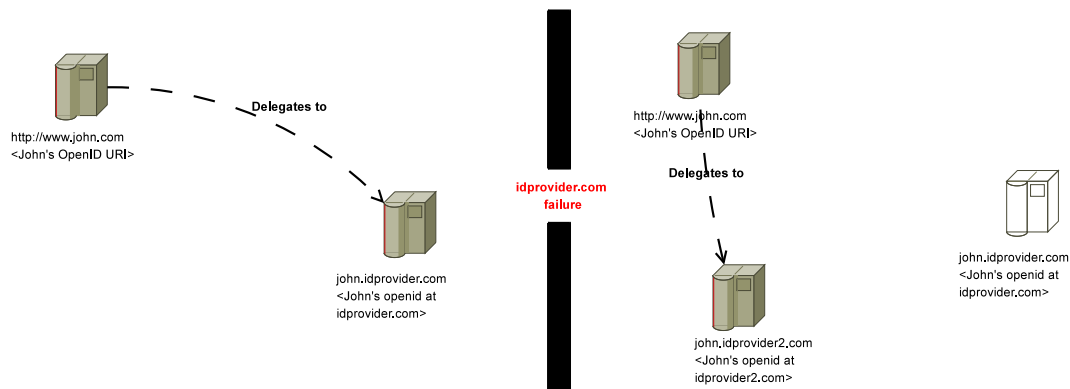 http://www.john.com
<John's OpenID URI>
Delegates to
john.idprovider.com
<John's openid at
idprovider.com>
idprovider.com
failure
http://www.john.com
<John's OpenID URI>
Delegates to
john.idprovider2.com
<John's openid at
idprovider2.com>
john.idprovider.com
<John's openid at
idprovider.com>